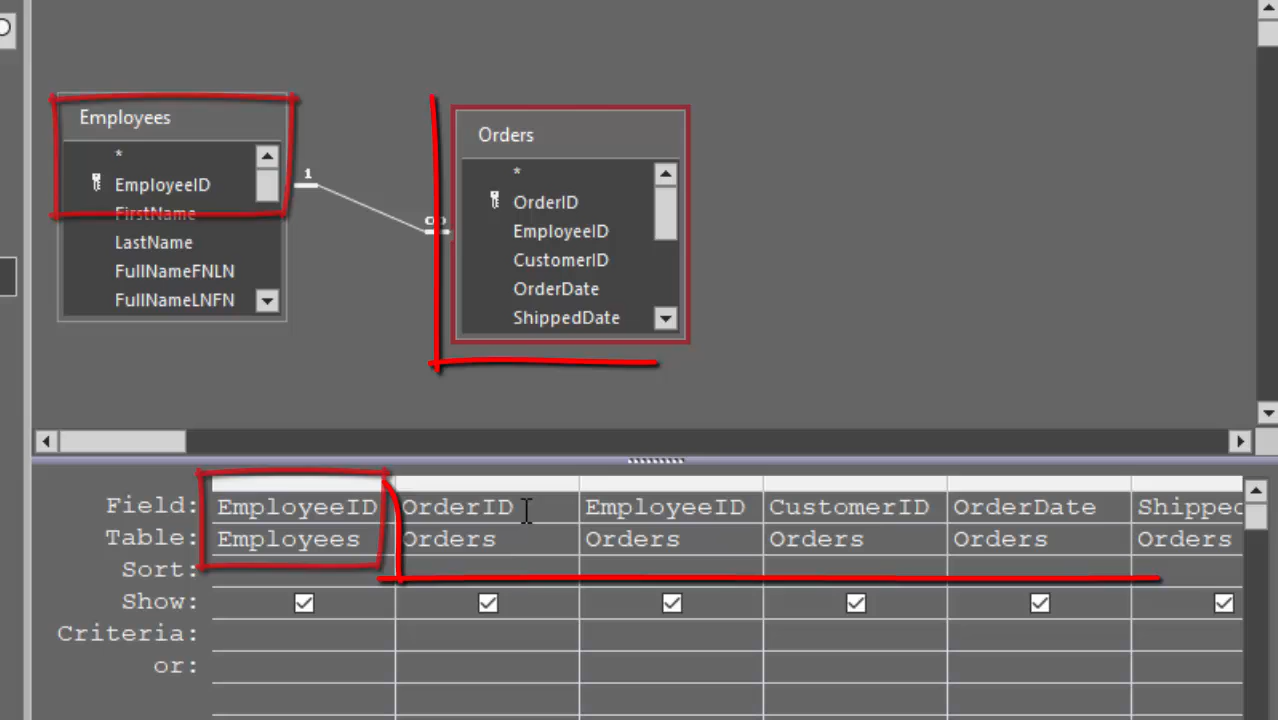 Employees
*
EmployeeID
FirstName
LastName
FullNameFNLN
FullNameLNFN
1
∞
Orders
*
OrderID
EmployeeID
CustomerID
OrderDate
ShippedDate
Field: EmployeeID OrderID EmployeeID CustomerID OrderDate
Table: Employees Orders Orders Orders Orders Orders
Sort:
Show:
Criteria:
or: